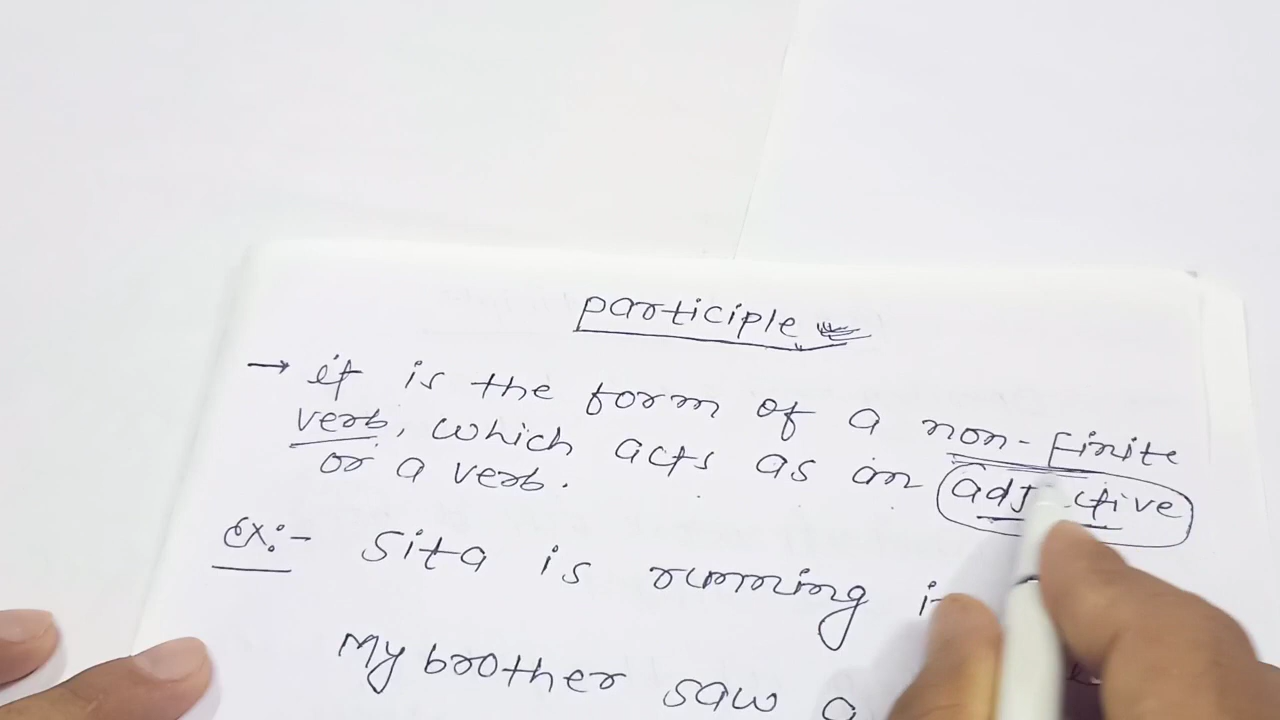 participle
→ it is the form of a non-finite
verb, which acts as an adjective
or a verb.
ex:- Sita is running
My brother saw a